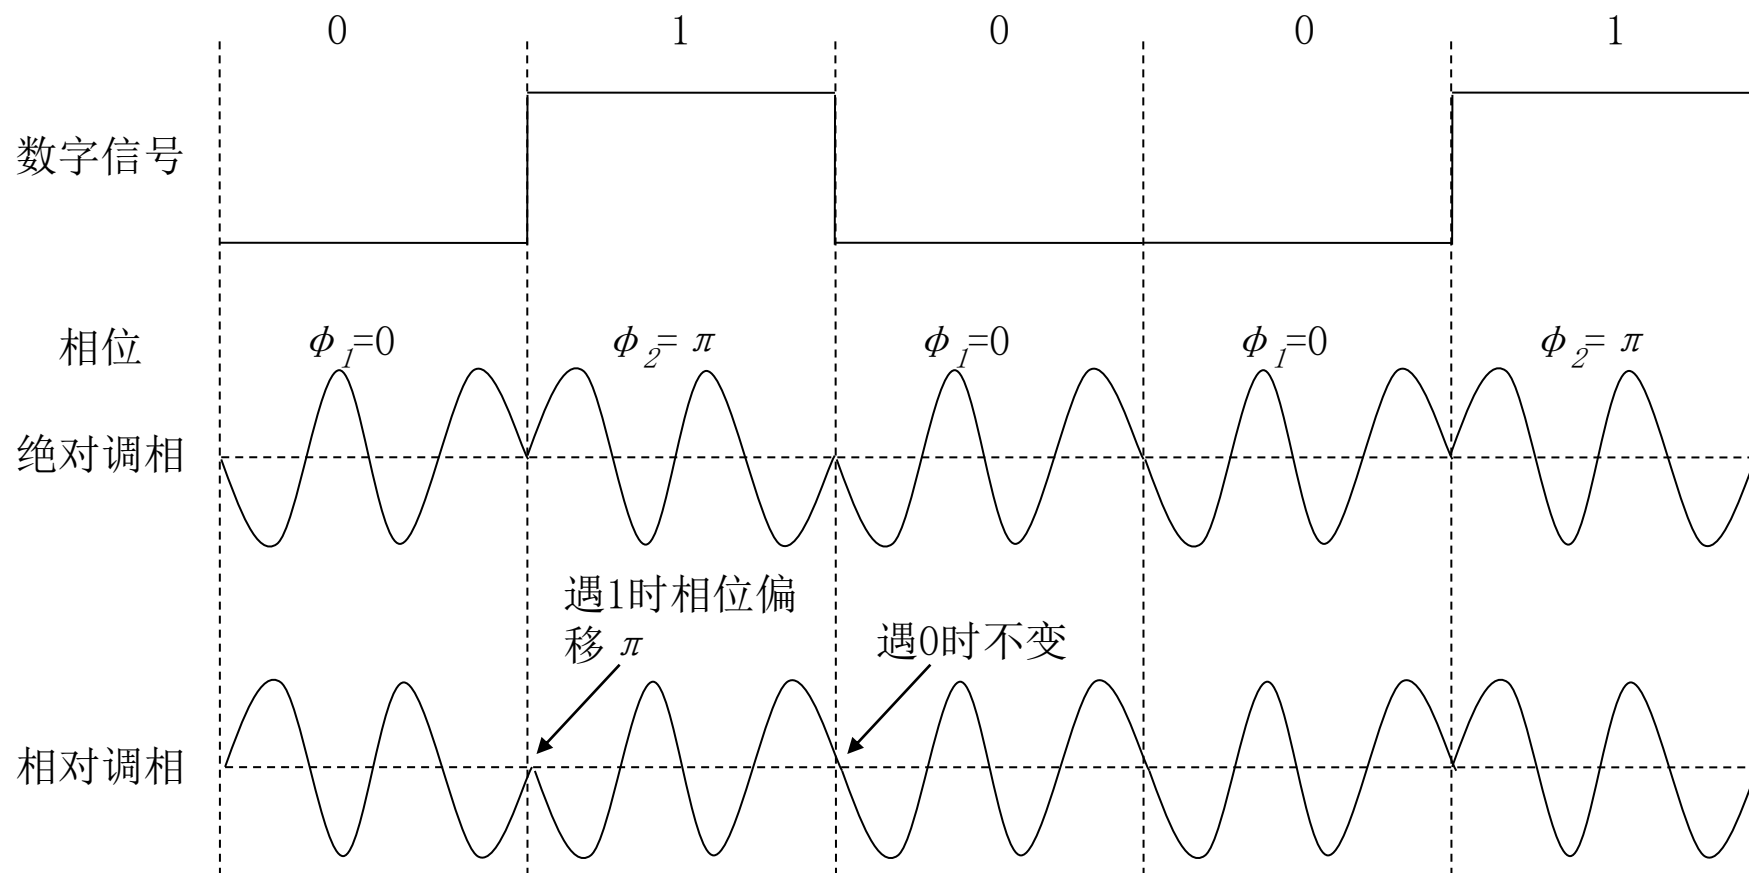 0 1 0 0 1
数字信号
相位 ϕ1=0 ϕ2=π ϕ1=0 ϕ1=0 ϕ2=π
绝对调相
遇1时相位偏
移π
遇0时不变
相对调相